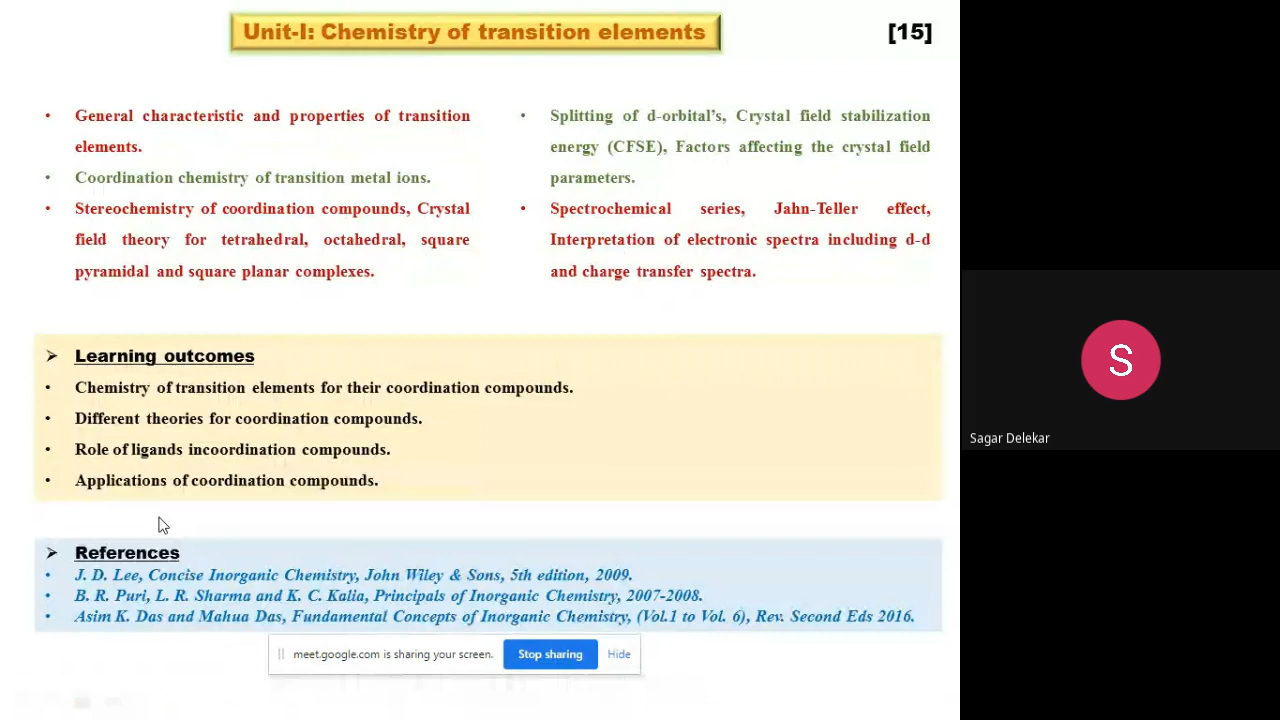 Unit-I: Chemistry of transition elements
[15]
• General characteristic and properties of transition
elements.
• Coordination chemistry of transition metal ions.
• Stereochemistry of coordination compounds, Crystal
field theory for tetrahedral, octahedral, square
pyramidal and square planar complexes.
• Splitting of d-orbital's, Crystal field stabilization
energy (CFSE), Factors affecting the crystal field
parameters.
• Spectrochemical series, Jahn-Teller effect,
Interpretation of electronic spectra including d-d
and charge transfer spectra.
➢ Learning outcomes
• Chemistry of transition elements for their coordination compounds.
• Different theories for coordination compounds.
• Role of ligands incoordination compounds.
• Applications of coordination compounds.
➢ References
• J. D. Lee, Concise Inorganic Chemistry, John Wiley & Sons, 5th edition, 2009.
• B. R. Puri, L. R. Sharma and K. C. Kalia, Principals of Inorganic Chemistry, 2007-2008.
• Asim K. Das and Mahua Das, Fundamental Concepts of Inorganic Chemistry, (Vol.1 to Vol. 6), Rev. Second Eds 2016.
meet.google.com is sharing your screen. Stop sharing Hide
S
Sagar Delekar